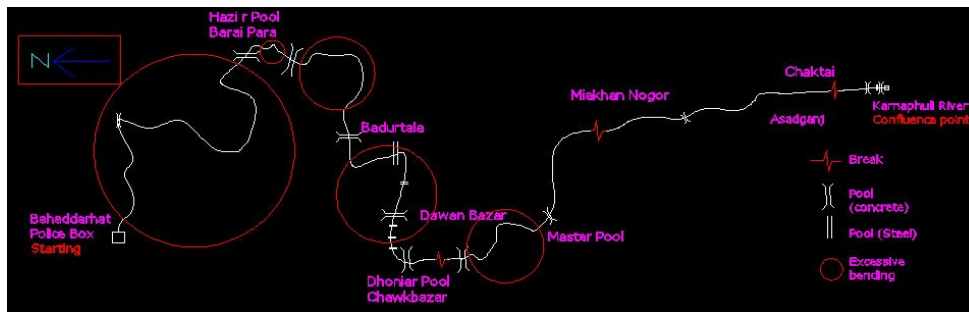 Hazi r Pool
Barai Para
N
Chaktai
Miakhan Nogor
Karnaphuli River
Confluence point
Asadganj
Badurtala
Break
Pool
(concrete)
Bahaddarhat
Police Box
Starting
Dawan Bazar
Master Pool
Pool (Steel)
Dhoniar Pool
Chawkbazar
Excessive
bending